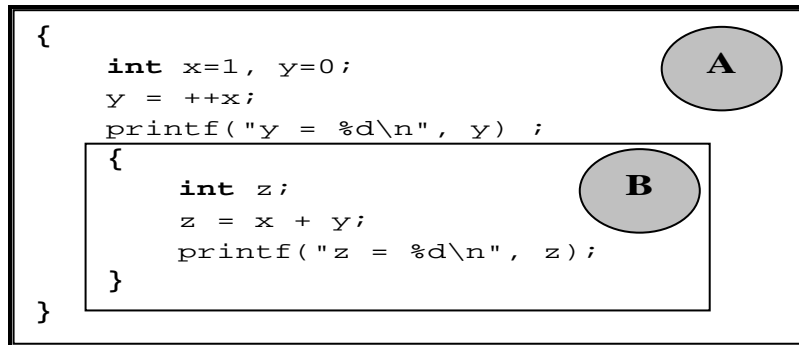 {
int x=1, y=0;
A
y = ++x;
printf("y = %d\n", y) ;
{
int z;
B
z = x + y;
printf("z = %d\n", z);
}
}